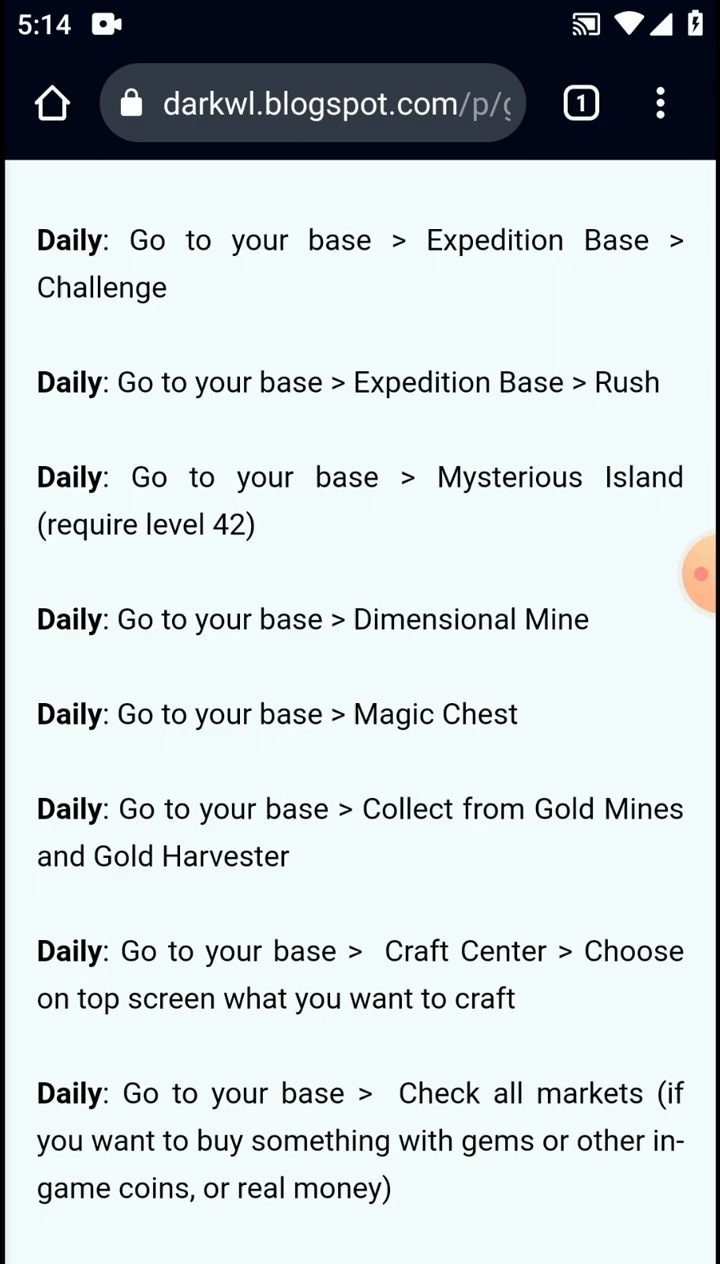 5:14
darkwl.blogspot.com/p/
1
Daily: Go to your base > Expedition Base >
Challenge
Daily: Go to your base > Expedition Base > Rush
Daily: Go to your base > Mysterious Island
(require level 42)
Daily: Go to your base > Dimensional Mine
Daily: Go to your base > Magic Chest
Daily: Go to your base > Collect from Gold Mines
and Gold Harvester
Daily: Go to your base > Craft Center > Choose
on top screen what you want to craft
Daily: Go to your base > Check all markets (if
you want to buy something with gems or other in-
game coins, or real money)